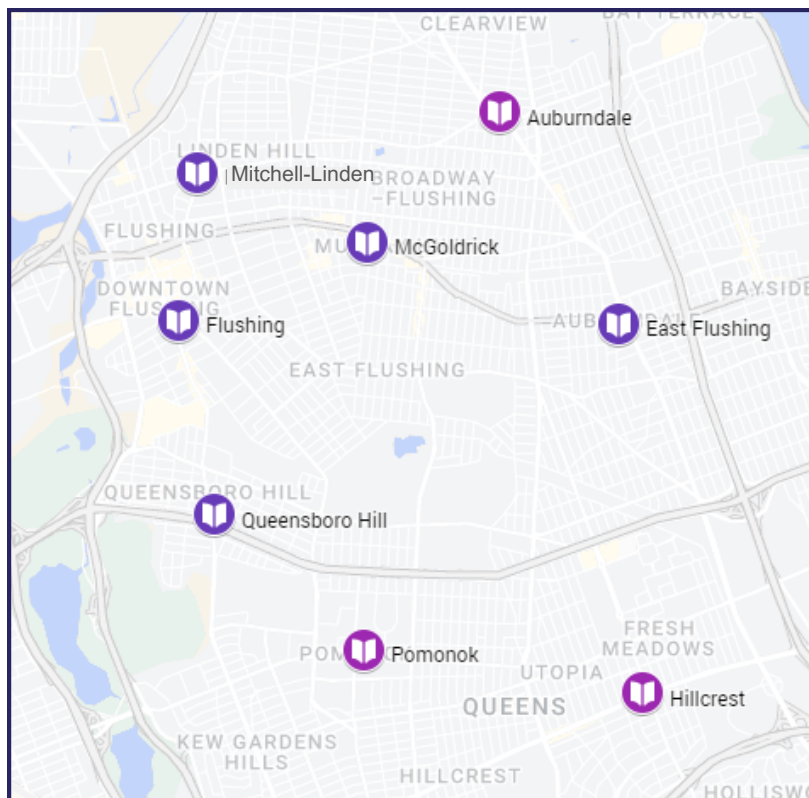 CLEARVIEW
BAY TERRACE
Auburndale
LINDEN HILL
Mitchell-Linden
BROADWAY
-FLUSHING
FLUSHING
McGoldrick
DOWNTOWN
FLUSHING
Flushing
BAYSIDE
East Flushing
EAST FLUSHING
QUEENSBORO HILL
Queensboro Hill
FRESH
MEADOWS
Pomonok
UTOPIA
Hillcrest
QUEENS
KEW GARDENS
HILLS
HILLCREST